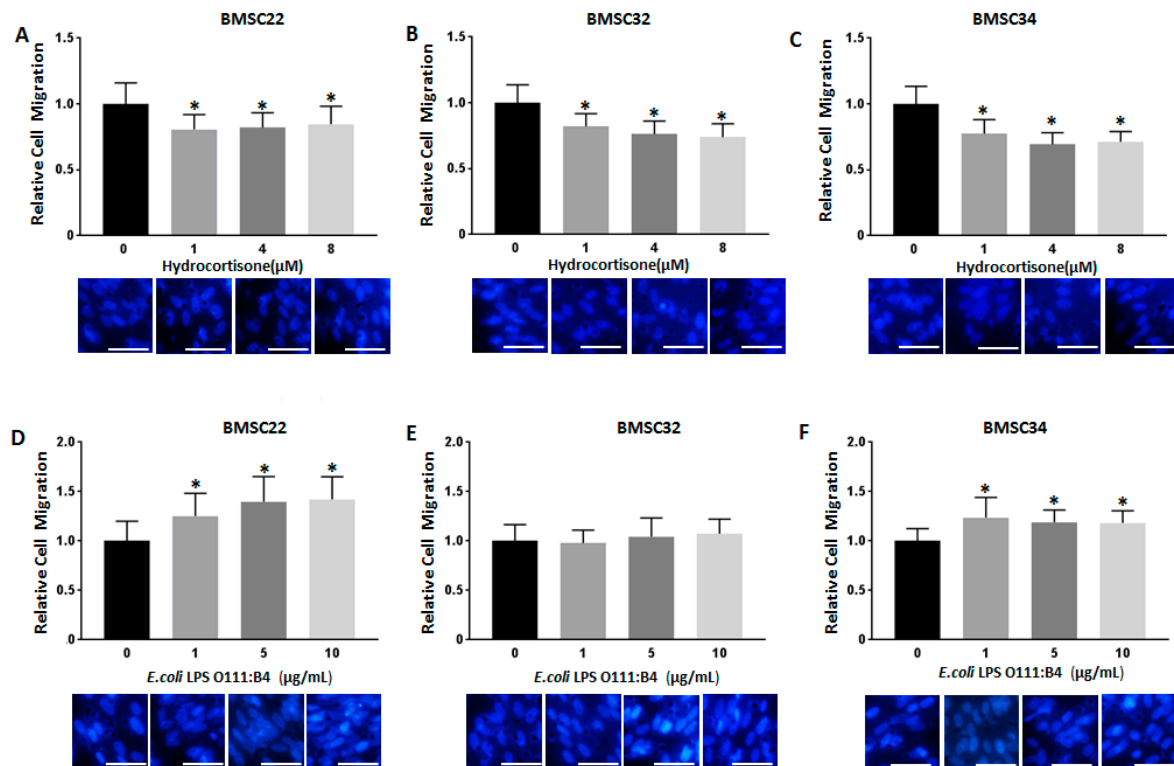 BMSC22
A
Relative Cell Migration
1.5
1.0
0.5
0
* * *
0 1 4 8
Hydrocortisone(μM)
BMSC32
B
Relative Cell Migration
1.5
1.0
0.5
0
* * *
0 1 4 8
Hydrocortisone(μM)
BMSC34
C
Relative Cell Migration
1.5
1.0
0.5
0
* * *
0 1 4 8
Hydrocortisone(μM)
BMSC22
D
Relative Cell Migration
2.0
1.5
1.0
0.5
.0
* * *
0 1 5 10
E.coli LPS O111:B4 (μg/mL)
BMSC32
E
Relative Cell Migration
2.0
1.5
1.0
0.5
0
0 1 5 10
E.coli LPS O111:B4 (μg/mL)
BMSC34
F
Relative Cell Migration
2.0
1.5
1.0
0.5
0
* * *
0 1 5 10
E.coli LPS O111:B4 (μg/mL)